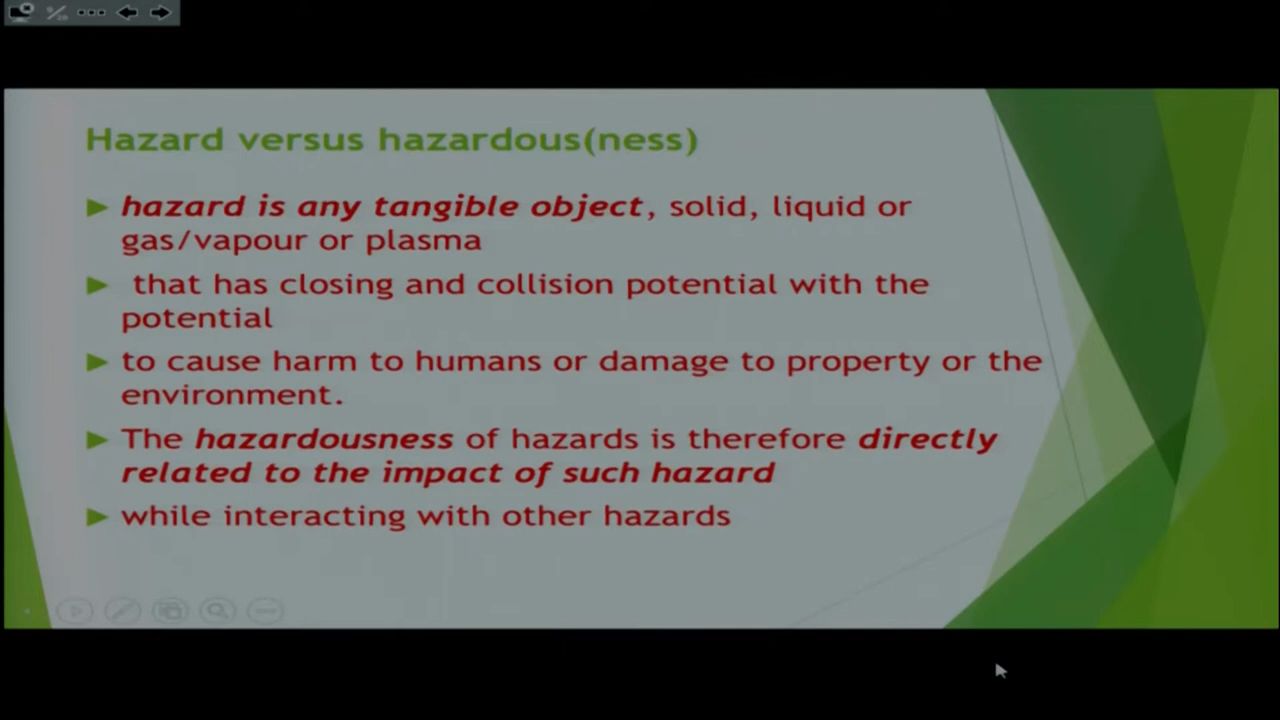 Hazard versus hazardous(ness)
hazard is any tangible object, solid, liquid or
gas/vapour or plasma
that has closing and collision potential with the
potential
to cause harm to humans or damage to property or the
environment.
The hazardousness of hazards is therefore directly
related to the impact of such hazard
while interacting with other hazards